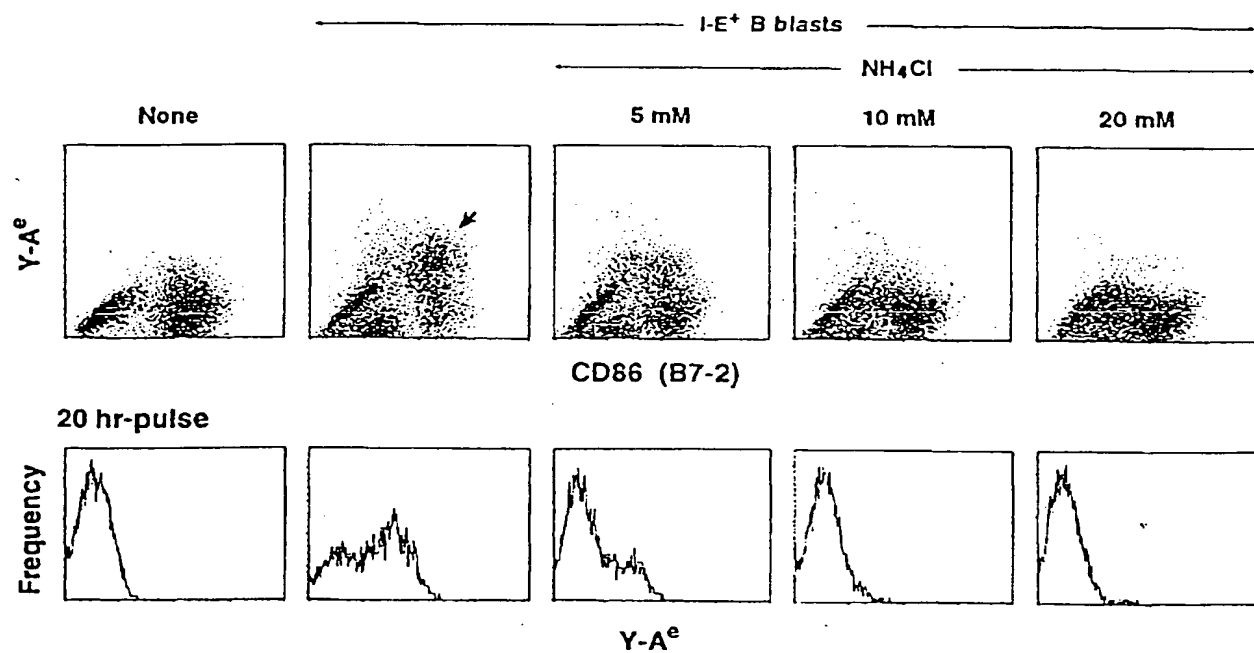 I-E⁺ B blasts
NH₄Cl
None 5 mM 10 mM 20 mM
Y-Aᵉ
CD86 (B7-2)
20 hr-pulse
Frequency
Y-Aᵉ